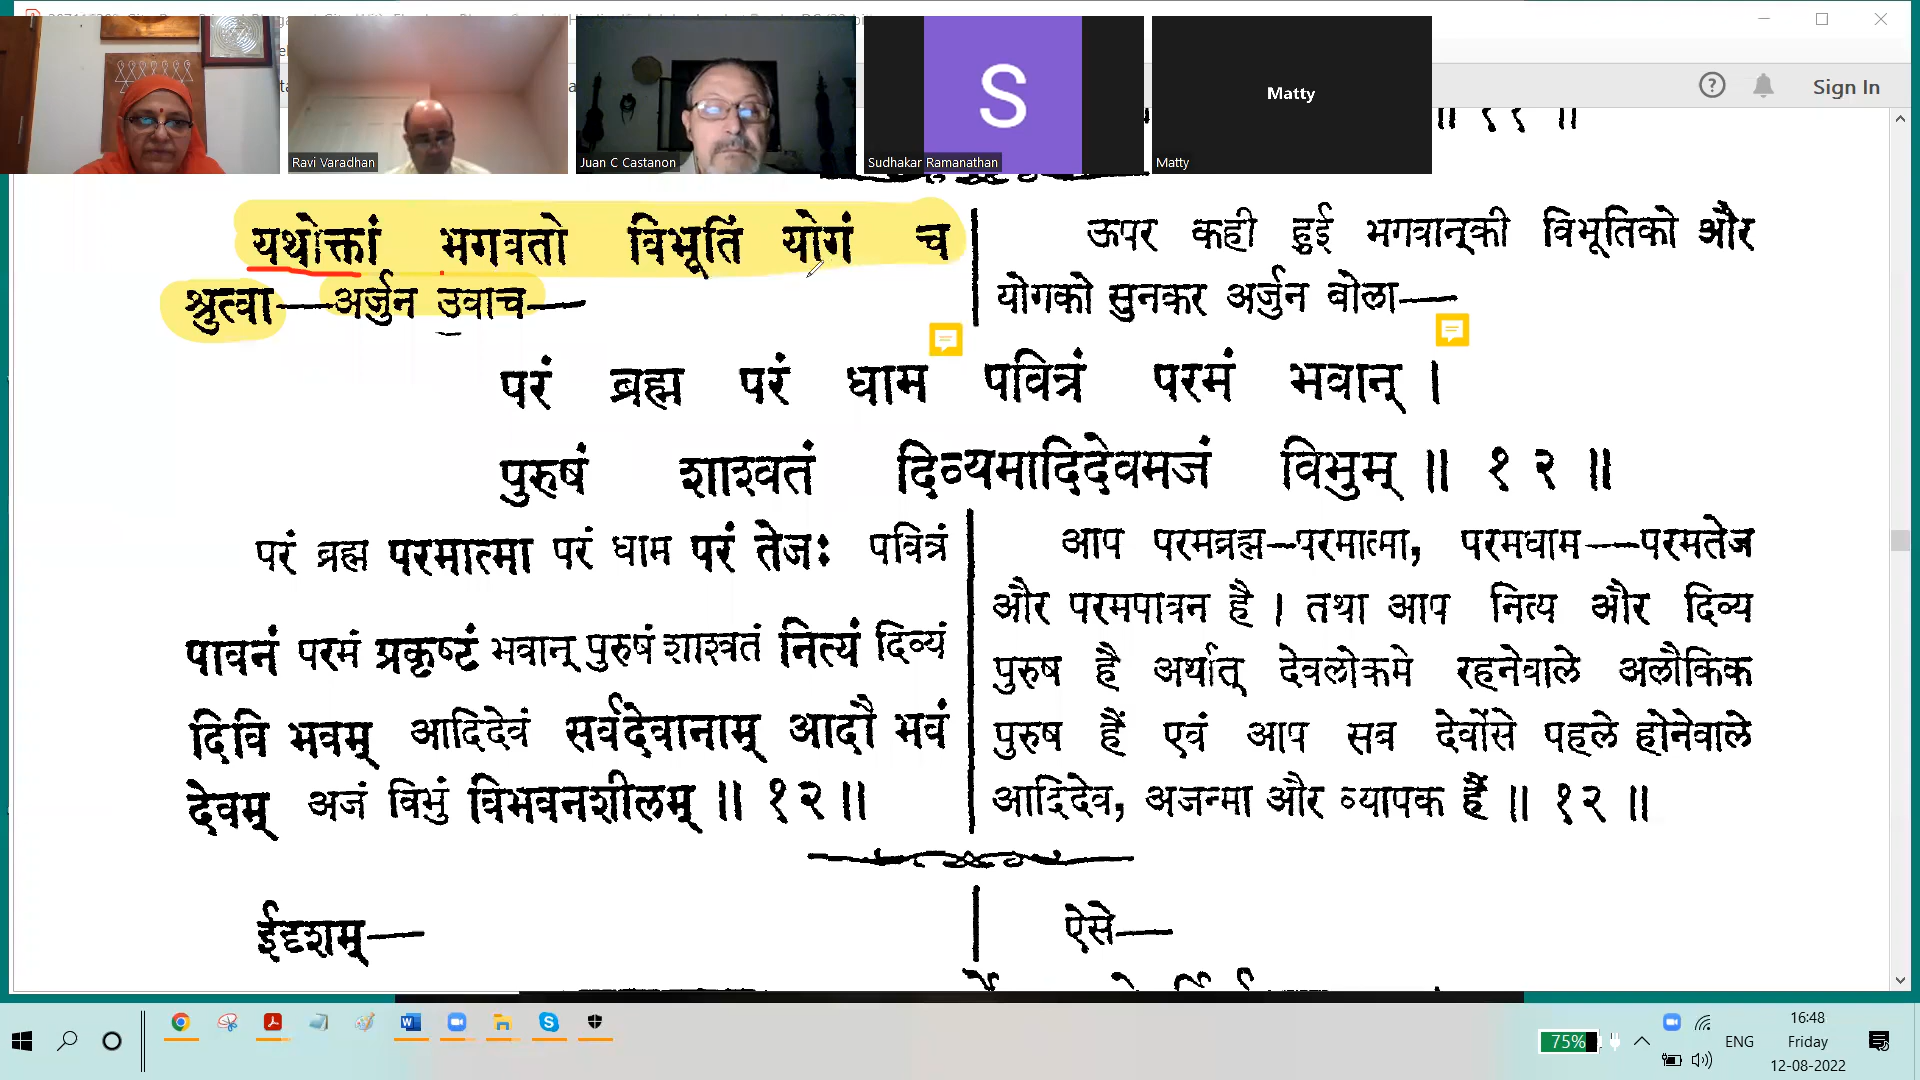 Sign In
Ravi Varadhan
Juan C Castanon
S
Sudhakar Ramanathan
Matty
Matty
॥ ११ ॥
यथोक्तां भगवतो विभूतिं योगं च
श्रुत्वा—अर्जुन उवाच—
ऊपर कही हुई भगवान्की विभूतिको और
योगको सुनकर अर्जुन बोला—
परं ब्रह्म परं धाम पवित्रं परमं भवान् ।
पुरुषं शाश्वतं दिव्यमादिदेवमजं विभुम् ॥ १२ ॥
परं ब्रह्म परमात्मा परं धाम परं तेजः पवित्रं
पावनं परमं प्रकृष्टं भवान् पुरुषं शाश्वतं नित्यं दिव्यं
दिवि भवम् आदिदेवं सर्वदेवानाम् आदौ भवं
देवम् अजं विभुं विभवनशीलम् ॥ १२ ॥
आप परमब्रह्म—परमात्मा, परमधाम—परमतेज
और परमपावन है । तथा आप नित्य और दिव्य
पुरुष है अर्थात् देवलोकमे रहनेवाले अलौकिक
पुरुष हैं एवं आप सब देवोंसे पहले होनेवाले
आदिदेव, अजन्मा और व्यापक हैं ॥ १२ ॥
ईदृशम्—
ऐसे—
75%
ENG
16:48
Friday
12-08-2022